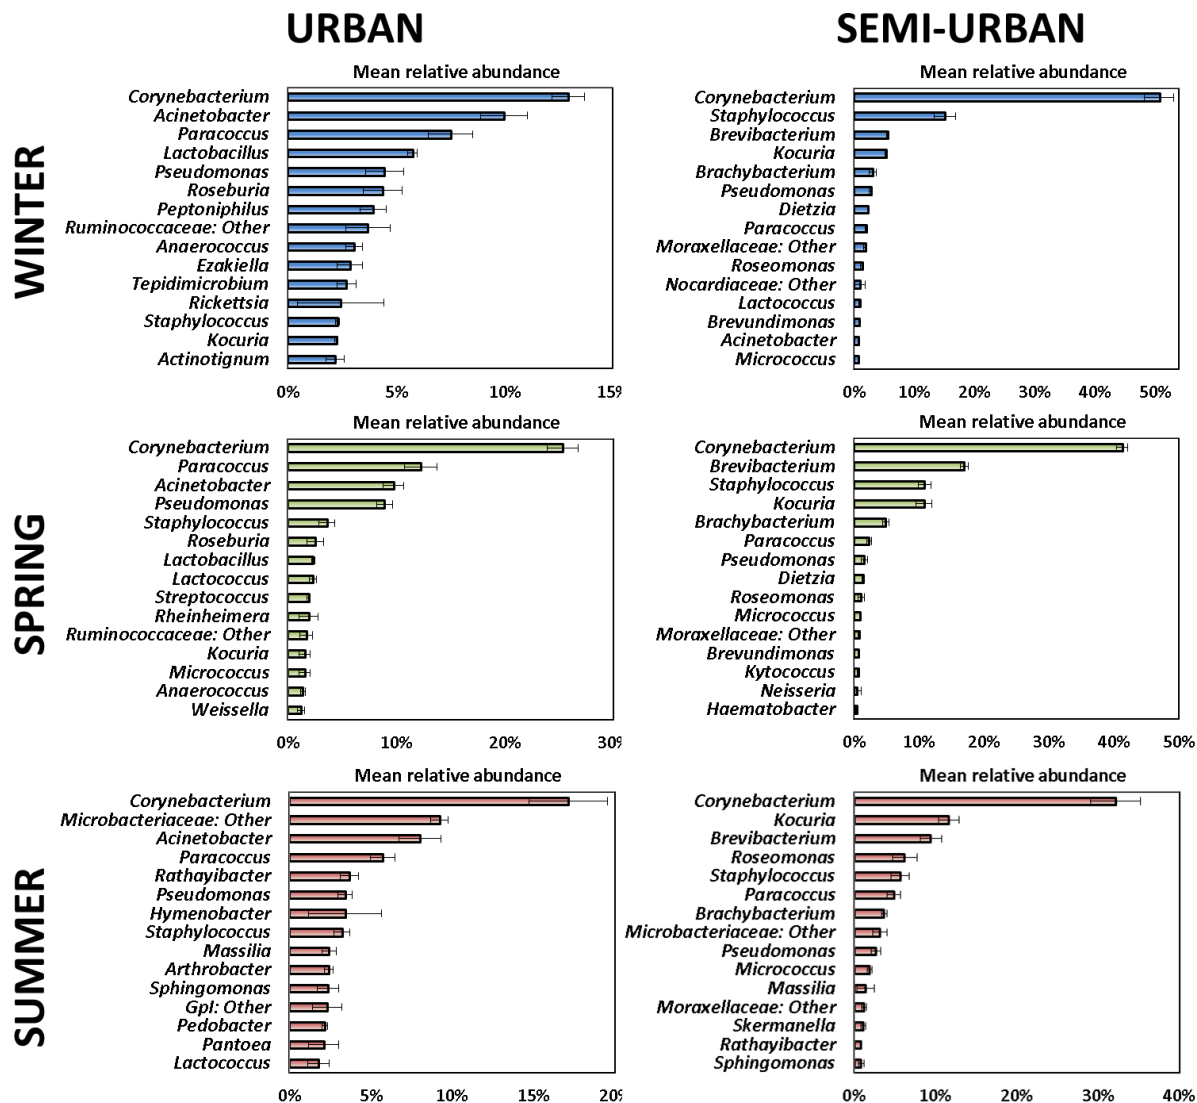 URBAN
SEMI-URBAN
WINTER
Mean relative abundance
Corynebacterium
Acinetobacter
Paracoccus
Lactobacillus
Pseudomonas
Roseburia
Peptoniphilus
Ruminococcaceae: Other
Anaerococcus
Ezakiella
Tepidimicrobium
Rickettsia
Staphylococcus
Kocuria
Actinotignum
0% 5% 10% 15%
Mean relative abundance
Corynebacterium
Staphylococcus
Brevibacterium
Kocuria
Brachybacterium
Pseudomonas
Dietzia
Paracoccus
Moraxellaceae: Other
Roseomonas
Nocardiaceae: Other
Lactococcus
Brevundimonas
Acinetobacter
Micrococcus
0% 10% 20% 30% 40% 50%
SPRING
Mean relative abundance
Corynebacterium
Paracoccus
Acinetobacter
Pseudomonas
Staphylococcus
Roseburia
Lactobacillus
Lactococcus
Streptococcus
Rheinheimera
Ruminococcaceae: Other
Kocuria
Micrococcus
Anaerococcus
Weissella
0% 10% 20% 30%
Mean relative abundance
Corynebacterium
Brevibacterium
Staphylococcus
Kocuria
Brachybacterium
Paracoccus
Pseudomonas
Dietzia
Roseomonas
Micrococcus
Moraxellaceae: Other
Brevundimonas
Kytococcus
Neisseria
Haematobacter
0% 10% 20% 30% 40% 50%
SUMMER
Mean relative abundance
Corynebacterium
Microbacteriaceae: Other
Acinetobacter
Paracoccus
Rathayibacter
Pseudomonas
Hymenobacter
Staphylococcus
Massilia
Arthrobacter
Sphingomonas
GpI: Other
Pedobacter
Pantoea
Lactococcus
0% 5% 10% 15% 20%
Mean relative abundance
Corynebacterium
Kocuria
Brevibacterium
Roseomonas
Staphylococcus
Paracoccus
Brachybacterium
Microbacteriaceae: Other
Pseudomonas
Micrococcus
Massilia
Moraxellaceae: Other
Skermanella
Rathayibacter
Sphingomonas
0% 10% 20% 30% 40%